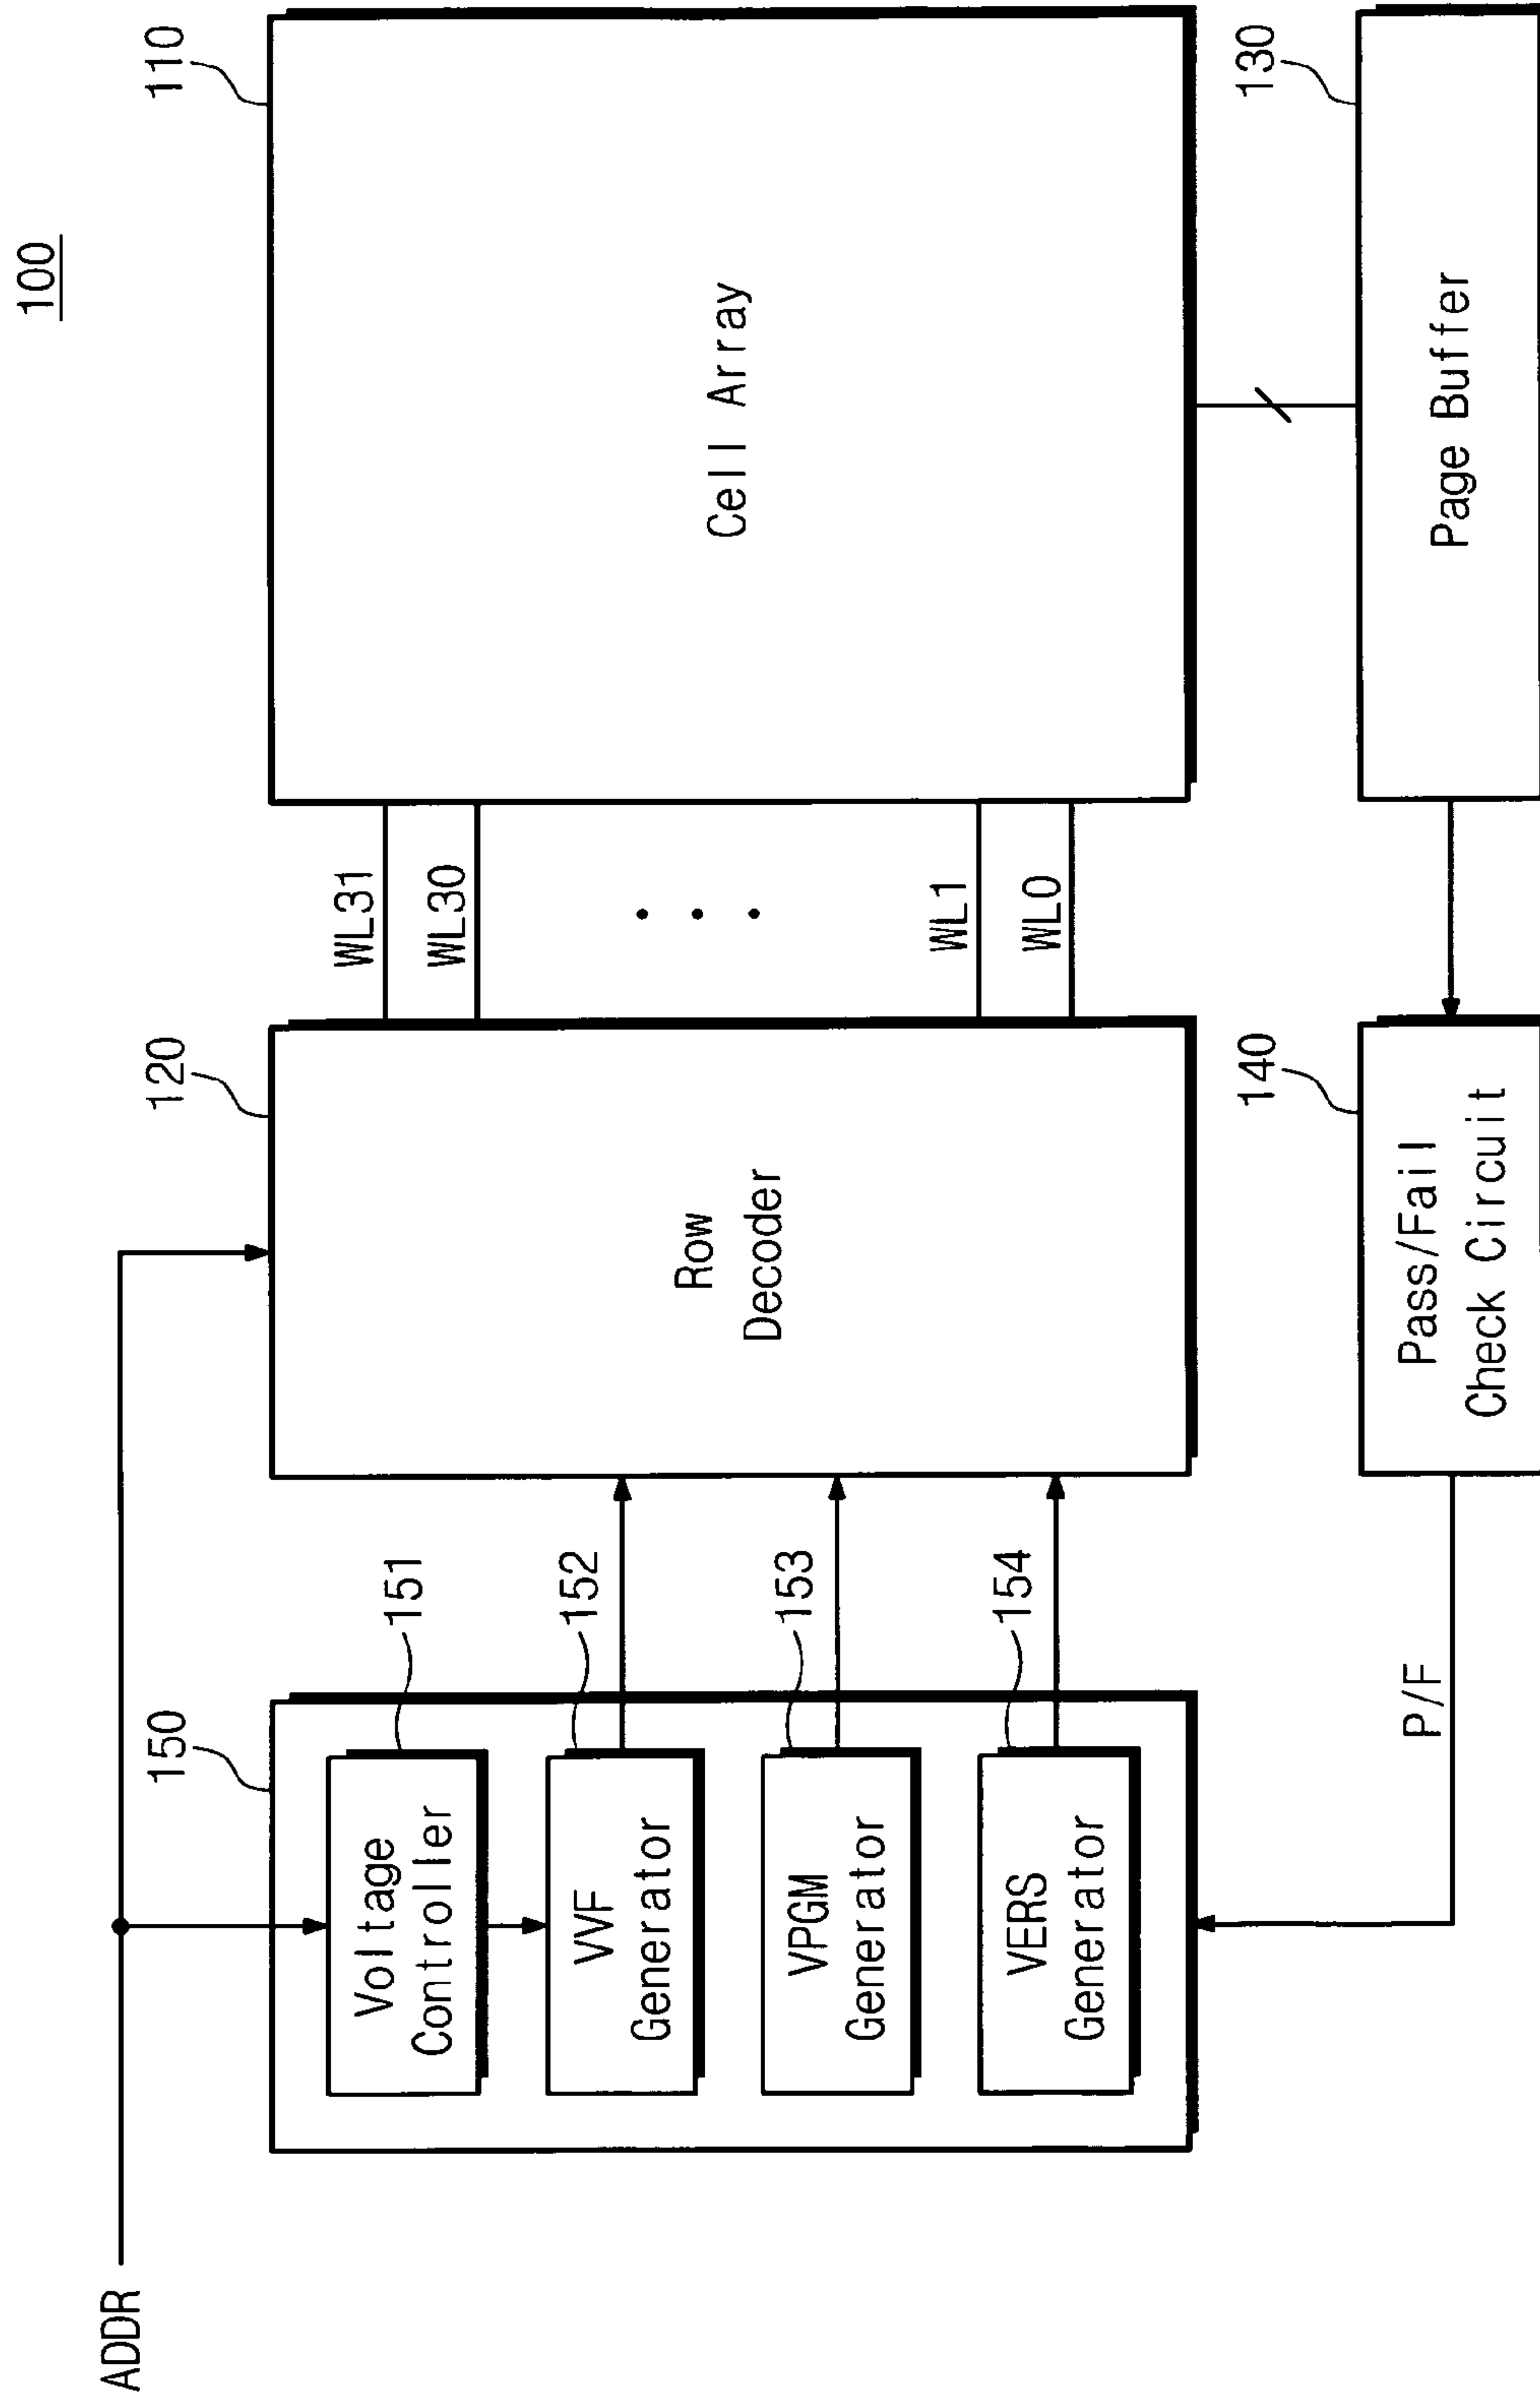 100
ADDR
150
120
110
151
Voltage
Controller
152
VVF
Generator
153
VPGM
Generator
154
VERS
Generator
Row
Decoder
WL31
WL30
WL1
WL0
Cell Array
P/F
140
Pass/Fail
Check Circuit
130
Page Buffer